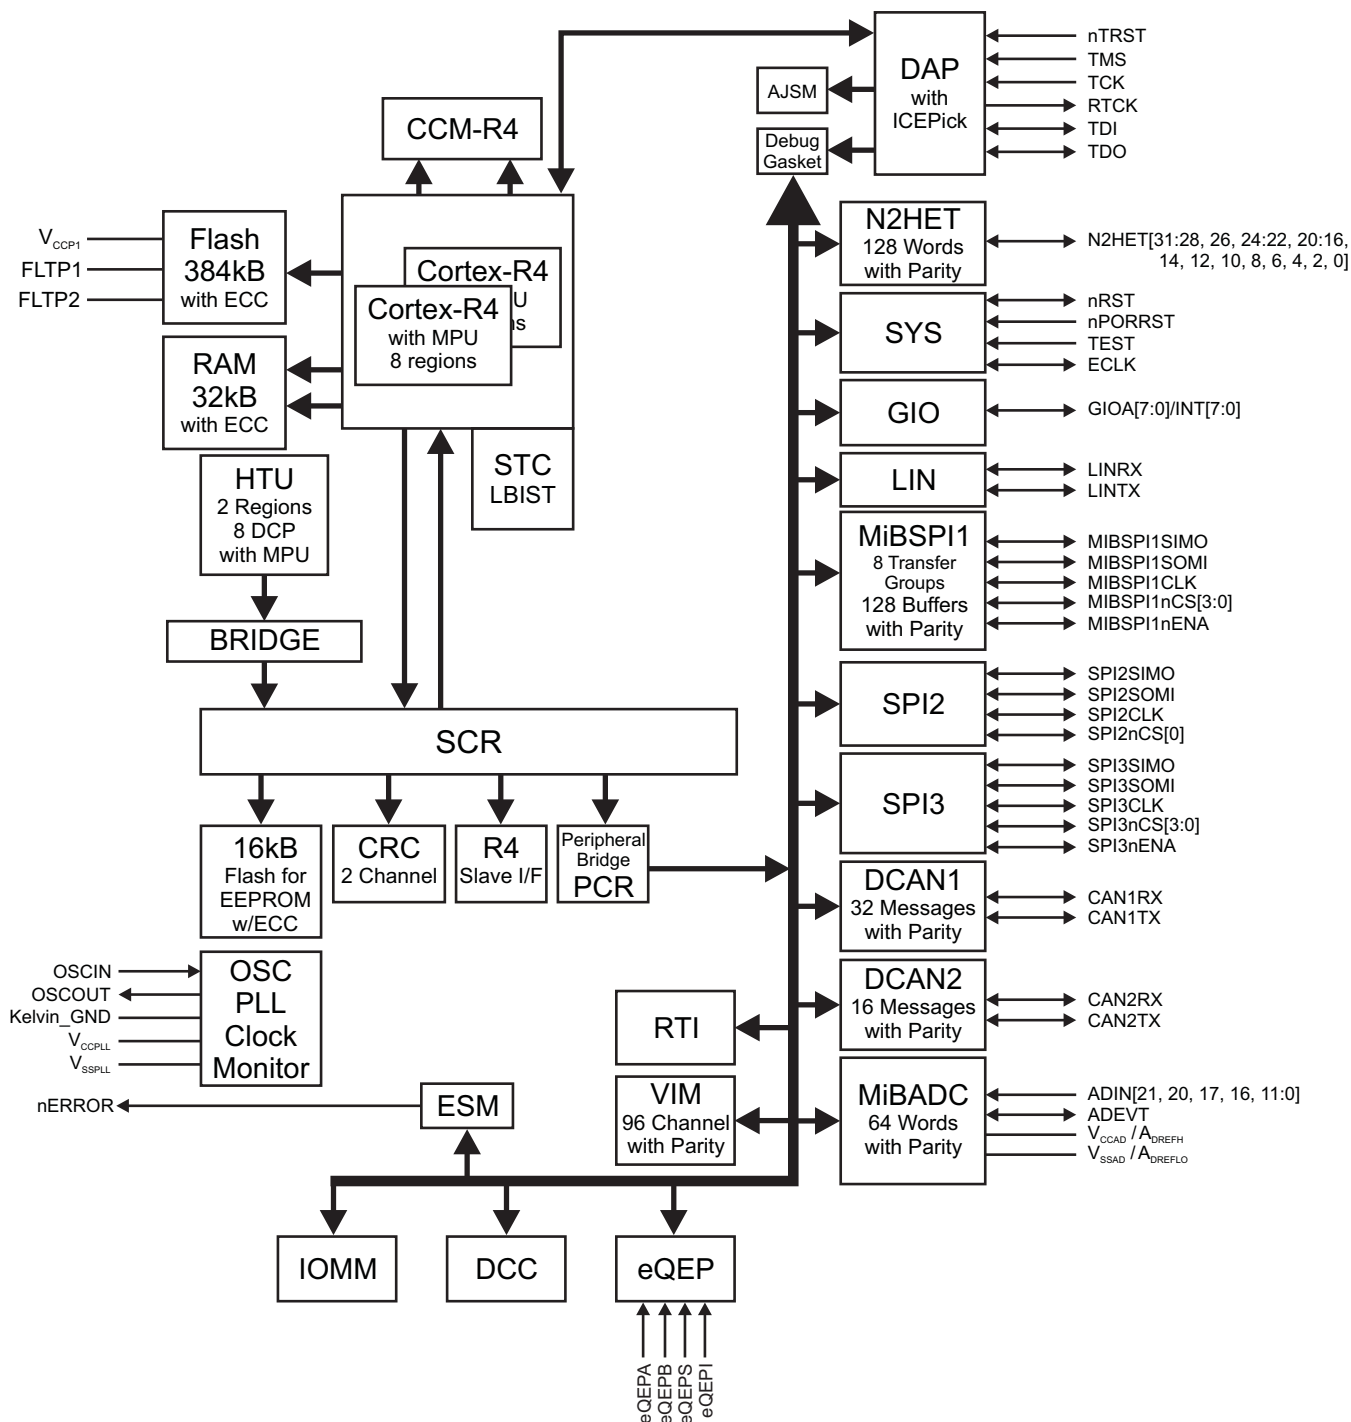 DAP
with
ICEPick
nTRST
TMS
TCK
RTCK
TDI
TDO
AJSM
Debug
Gasket
CCM-R4
V_CCP1
FLTP1
FLTP2
Flash
384kB
with ECC
Cortex-R4
U
ns
Cortex-R4
with MPU
8 regions
RAM
32kB
with ECC
STC
LBIST
HTU
2 Regions
8 DCP
with MPU
BRIDGE
SCR
16kB
Flash for
EEPROM
w/ECC
CRC
2 Channel
R4
Slave I/F
Peripheral
Bridge
PCR
OSCIN
OSCOUT
Kelvin_GND
V_CCPLL
V_SSPLL
OSC
PLL
Clock
Monitor
nERROR
ESM
RTI
VIM
96 Channel
with Parity
IOMM
DCC
eQEP
eQEPA
eQEPB
eQEPS
eQEPI
N2HET
128 Words
with Parity
N2HET[31:28, 26, 24:22, 20:16,
14, 12, 10, 8, 6, 4, 2, 0]
SYS
nRST
nPORRST
TEST
ECLK
GIO
GIOA[7:0]/INT[7:0]
LIN
LINRX
LINTX
MiBSPI1
8 Transfer
Groups
128 Buffers
with Parity
MIBSPI1SIMO
MIBSPI1SOMI
MIBSPI1CLK
MIBSPI1nCS[3:0]
MIBSPI1nENA
SPI2
SPI2SIMO
SPI2SOMI
SPI2CLK
SPI2nCS[0]
SPI3
SPI3SIMO
SPI3SOMI
SPI3CLK
SPI3nCS[3:0]
SPI3nENA
DCAN1
32 Messages
with Parity
CAN1RX
CAN1TX
DCAN2
16 Messages
with Parity
CAN2RX
CAN2TX
MiBADC
64 Words
with Parity
ADIN[21, 20, 17, 16, 11:0]
ADEVT
V_CCAD / A_DREFH
V_SSAD / A_DREFLO